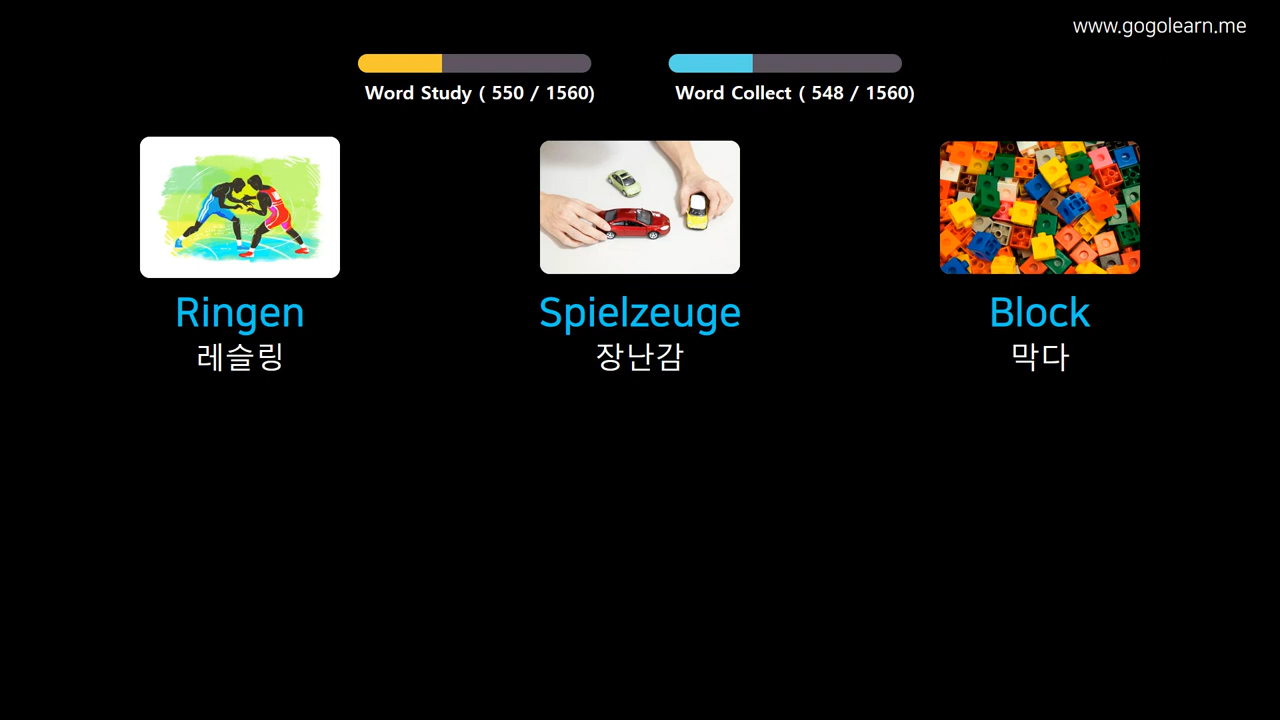 www.gogolearn.me
Word Study ( 550 / 1560)
Word Collect ( 548 / 1560)
Ringen
레슬링
Spielzeuge
장난감
Block
막다